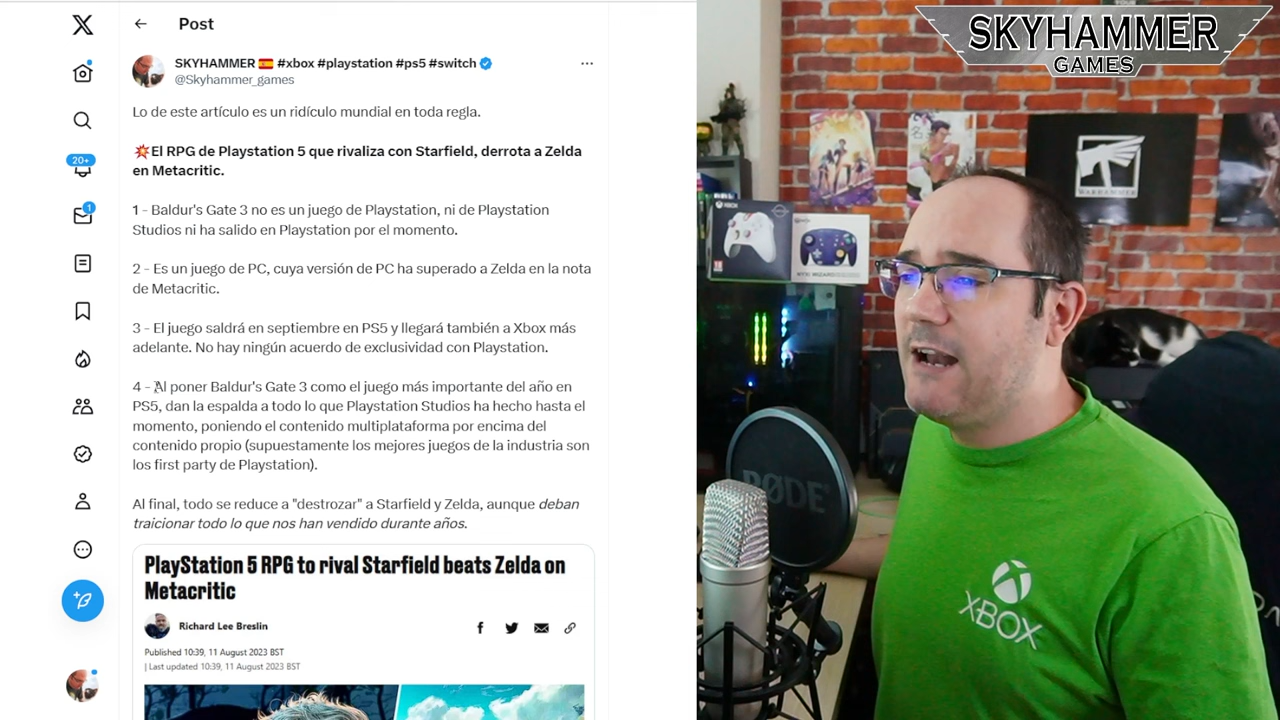 Post
SKYHAMMER 🇪🇸 #xbox #playstation #ps5 #switch
@Skyhammer_games
Lo de este artículo es un ridículo mundial en toda regla.
💥El RPG de Playstation 5 que rivaliza con Starfield, derrota a Zelda
en Metacritic.
1 - Baldur's Gate 3 no es un juego de Playstation, ni de Playstation
Studios ni ha salido en Playstation por el momento.
2 - Es un juego de PC, cuya versión de PC ha superado a Zelda en la nota
de Metacritic.
3 - El juego saldrá en septiembre en PS5 y llegará también a Xbox más
adelante. No hay ningún acuerdo de exclusividad con Playstation.
4 - Al poner Baldur's Gate 3 como el juego más importante del año en
PS5, dan la espalda a todo lo que Playstation Studios ha hecho hasta el
momento, poniendo el contenido multiplataforma por encima del
contenido propio (supuestamente los mejores juegos de la industria son
los first party de Playstation).
Al final, todo se reduce a "destrozar" a Starfield y Zelda, aunque deban
traicionar todo lo que nos han vendido durante años.
PlayStation 5 RPG to rival Starfield beats Zelda on
Metacritic
Richard Lee Breslin
Published 10:39, 11 August 2023 BST
| Last updated 10:39, 11 August 2023 BST
20+
1
SKYHAMMER
GAMES
WARHAMMER
XBOX
RØDE
XBOX